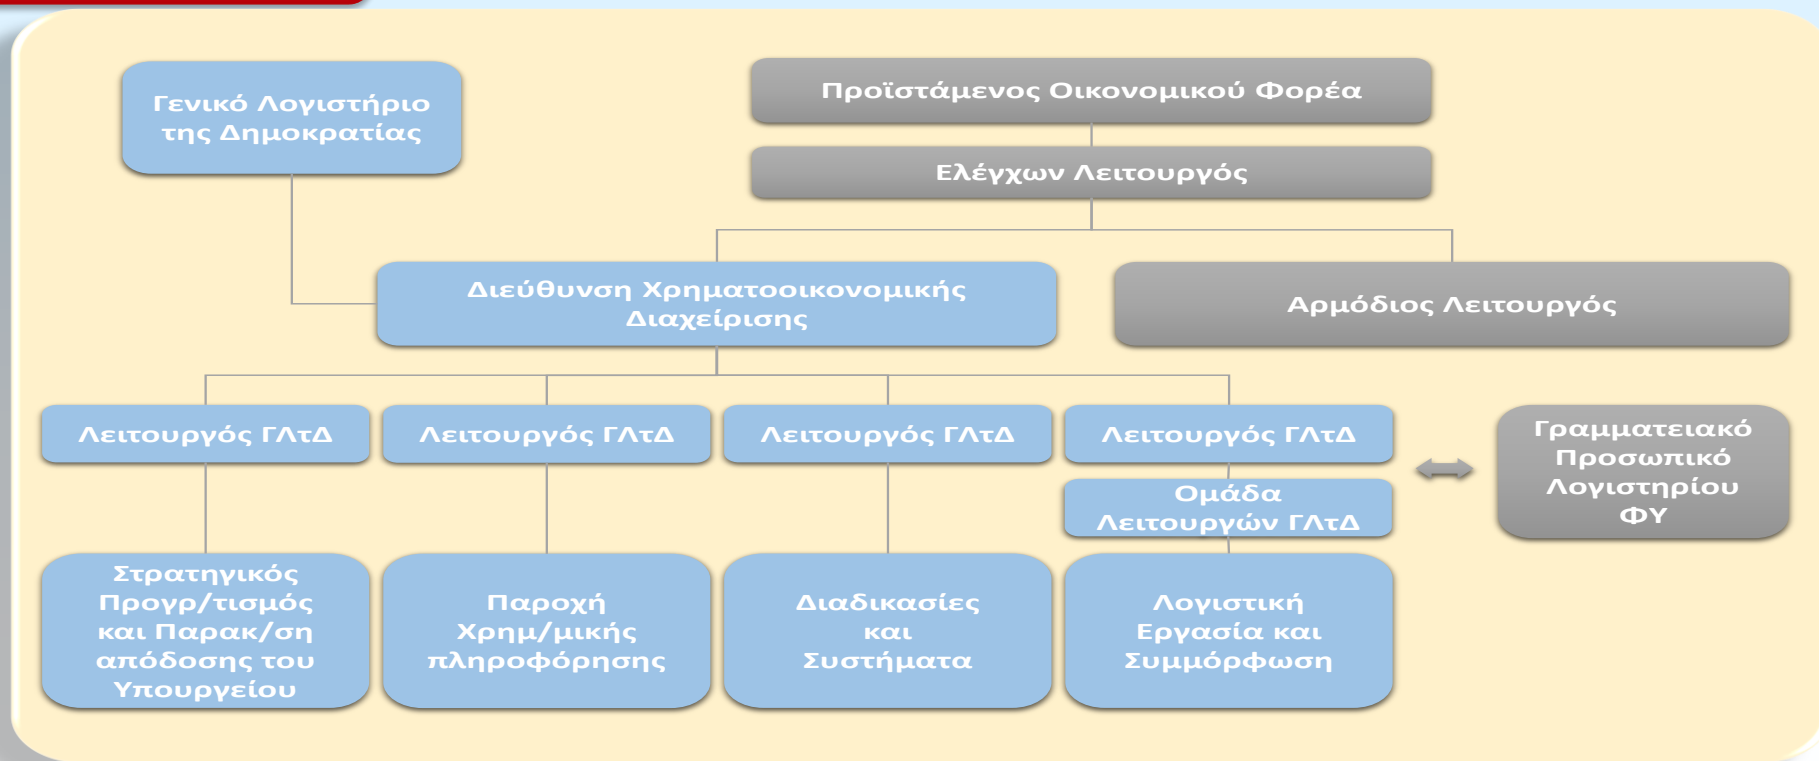 Γενικό Λογιστήριο
της Δημοκρατίας
Προϊστάμενος Οικονομικού Φορέα
Ελέγχων Λειτουργός
Διεύθυνση Χρηματοοικονομικής
Διαχείρισης
Αρμόδιος Λειτουργός
Λειτουργός ΓΛτΔ
Λειτουργός ΓΛτΔ
Λειτουργός ΓΛτΔ
Λειτουργός ΓΛτΔ
Ομάδα
Λειτουργών ΓΛτΔ
Γραμματειακό
Προσωπικό
Λογιστηρίου
ΦΥ
Στρατηγικός
Προγρ/τισμός
και Παρακ/ση
απόδοσης του
Υπουργείου
Παροχή
Χρημ/μικής
πληροφόρησης
Διαδικασίες
και
Συστήματα
Λογιστική
Εργασία και
Συμμόρφωση